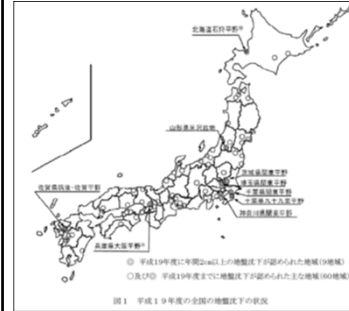 北海道石狩平野
山形県米沢盆地
茨城県関東平野
埼玉県関東平野
千葉県関東平野
千葉県九十九里平野
神奈川県関東平野
佐賀県筑後・佐賀平野
兵庫県大阪平野
◎ 平成19年度に年間2cm以上の地盤沈下が認められた地域(9地域)
○及び◎ 平成19年度までに地盤沈下が認められた主な地域(60地域)
図1 平成19年度の全国の地盤沈下の状況